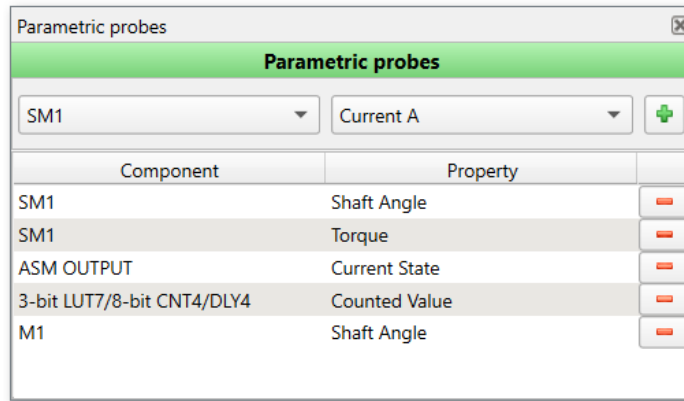 Parametric probes
Parametric probes
SM1 Current A
Component Property
SM1 Shaft Angle
SM1 Torque
ASM OUTPUT Current State
3-bit LUT7/8-bit CNT4/DLY4 Counted Value
M1 Shaft Angle